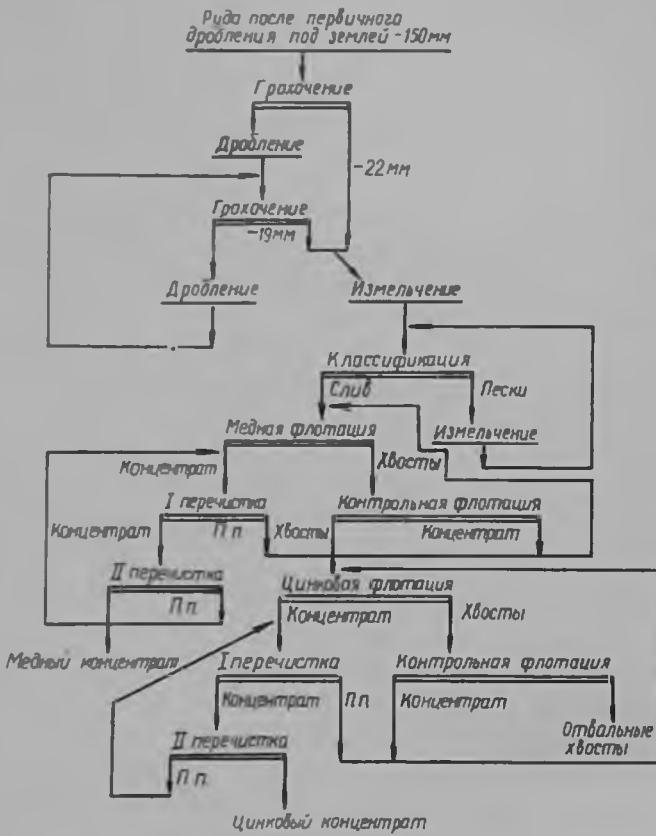 Руда после первичного
дробления под землей -150мм
Грохочение
Дробление
-22мм
Грохочение
-19мм
Дробление
Измельчение
Классификация
Слив
Пески
Медная флотация
Измельчение
Концентрат
Хвосты
I перечистка
Контрольная флотация
Концентрат
П п.
Хвосты
Концентрат
II перечистка
Цинковая флотация
П п.
Концентрат
Хвосты
Медный концентрат
I перечистка
Контрольная флотация
Концентрат
П п.
Концентрат
II перечистка
Отвальные
хвосты
П п.
Цинковый концентрат